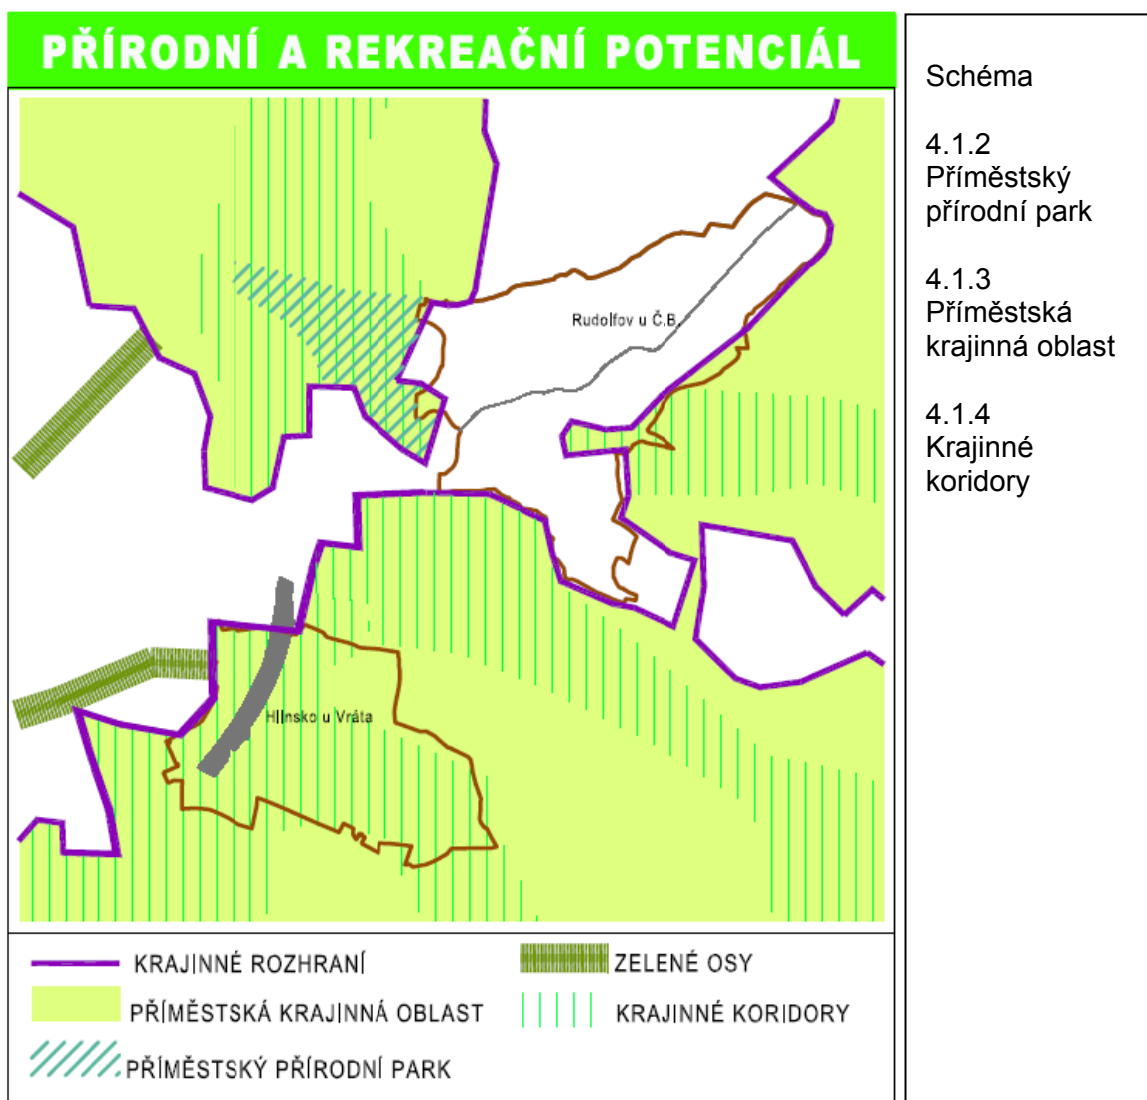 PŘÍRODNÍ A REKREAČNÍ POTENCIÁL
Schéma
4.1.2
Příměstský
přírodní park
4.1.3
Příměstská
krajinná oblast
4.1.4
Krajinné
koridory
Rudolfov u Č.B.
Hlinsko u Vráta
KRAJINNÉ ROZHRANÍ
PŘÍMĚSTSKÁ KRAJINNÁ OBLAST
PŘÍMĚSTSKÝ PŘÍRODNÍ PARK
ZELENÉ OSY
KRAJINNÉ KORIDORY